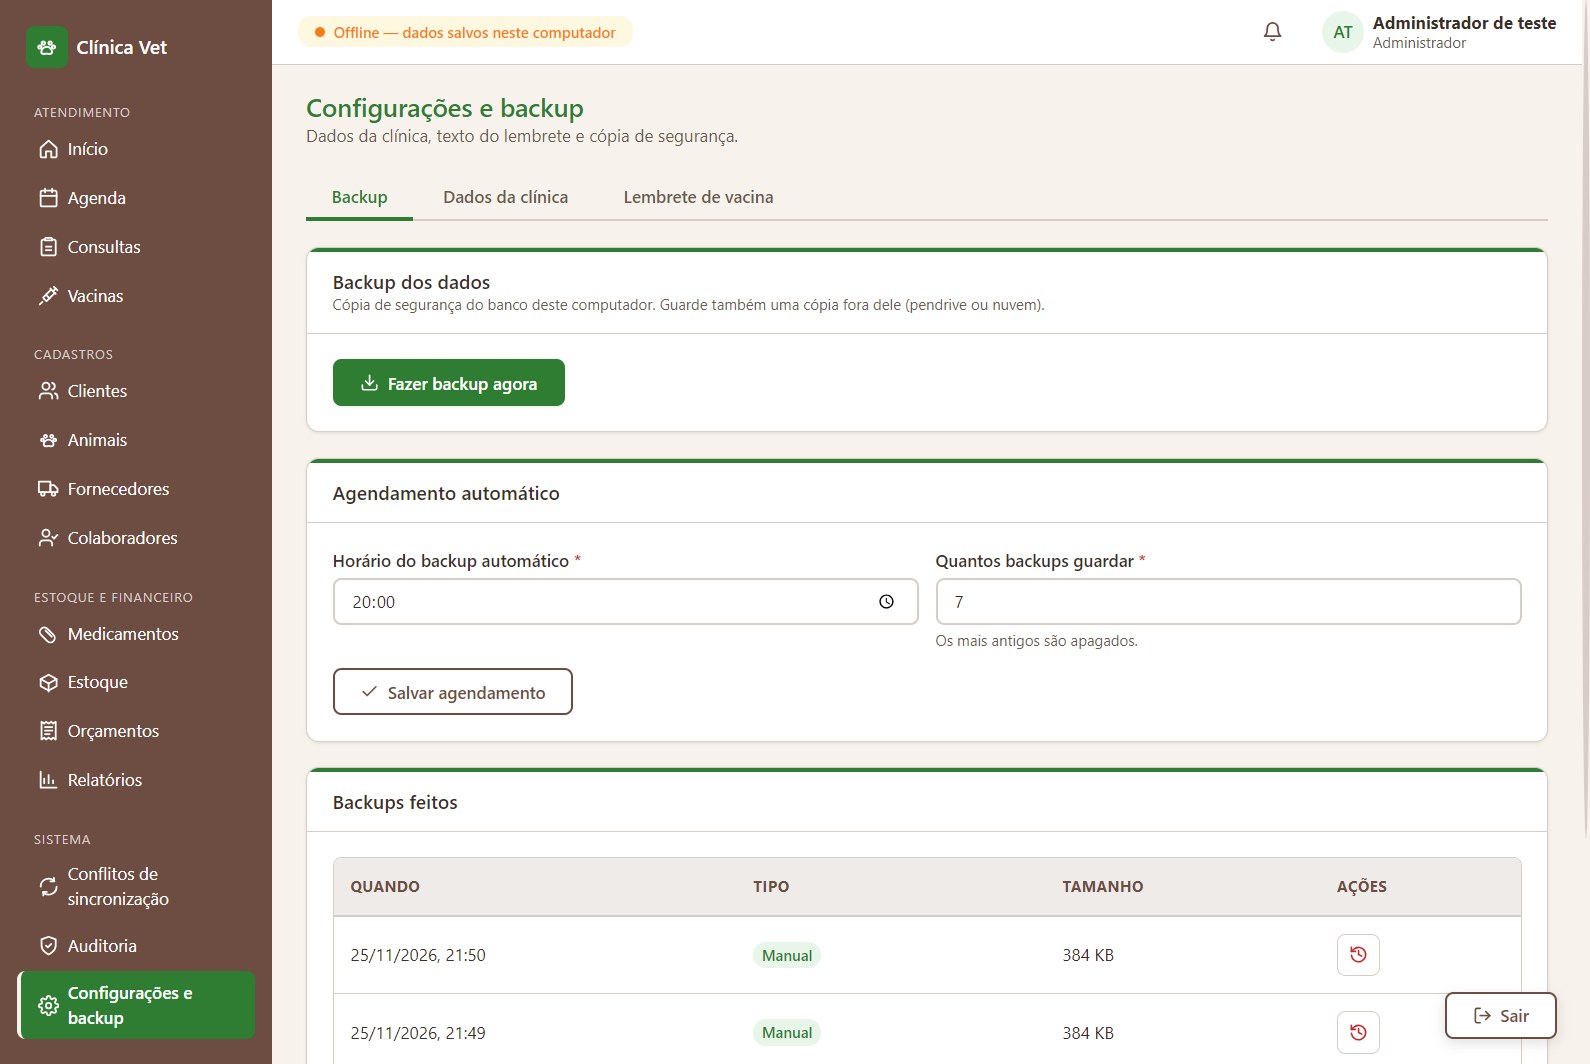 Clínica Vet
ATENDIMENTO
Início
Agenda
Consultas
Vacinas
CADASTROS
Clientes
Animais
Fornecedores
Colaboradores
ESTOQUE E FINANCEIRO
Medicamentos
Estoque
Orçamentos
Relatórios
SISTEMA
Conflitos de
sincronização
Auditoria
Configurações e
backup
Offline — dados salvos neste computador
AT
Administrador de teste
Administrador
Configurações e backup
Dados da clínica, texto do lembrete e cópia de segurança.
Backup
Dados da clínica
Lembrete de vacina
Backup dos dados
Cópia de segurança do banco deste computador. Guarde também uma cópia fora dele (pendrive ou nuvem).
Fazer backup agora
Agendamento automático
Horário do backup automático *
Quantos backups guardar *
20:00
7
Os mais antigos são apagados.
Salvar agendamento
Backups feitos
QUANDO TIPO TAMANHO AÇÕES
25/11/2026, 21:50 Manual 384 KB
25/11/2026, 21:49 Manual 384 KB
Sair